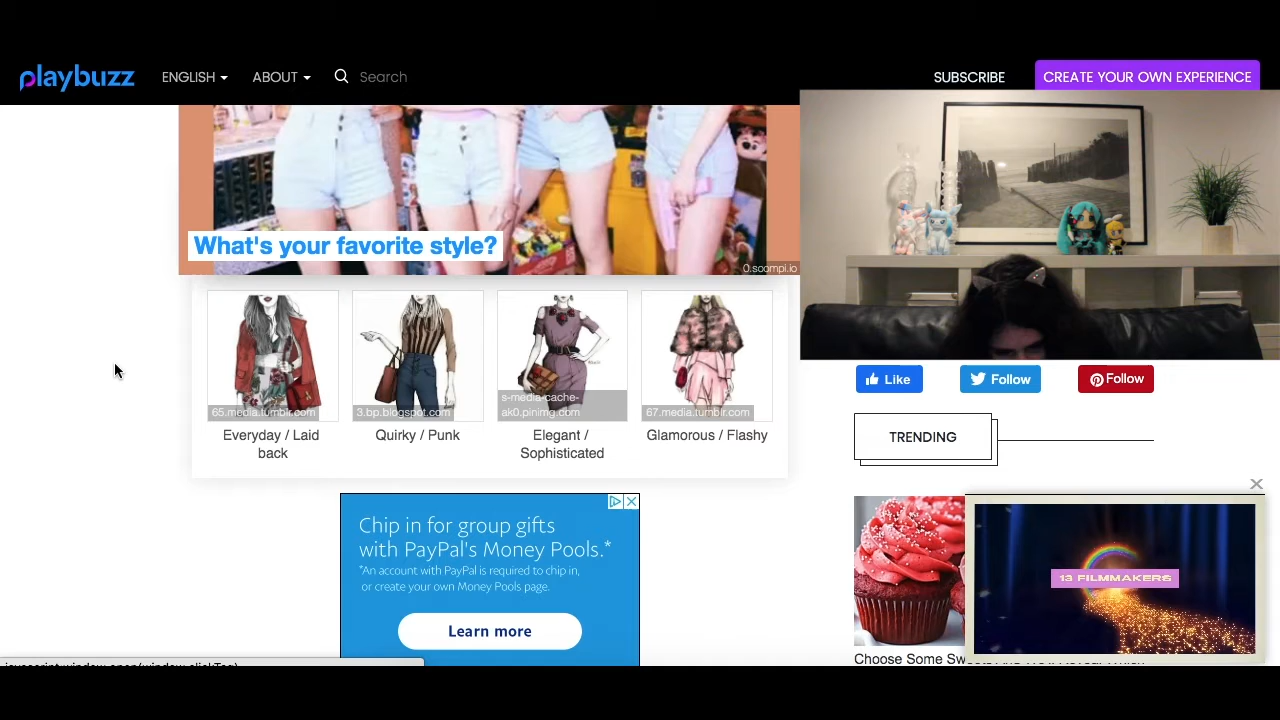 playbuzz
ENGLISH
ABOUT
Search
SUBSCRIBE
CREATE YOUR OWN EXPERIENCE
What's your favorite style?
0.soompi.io
65.media.tumblr.com
3.bp.blogspot.com
s-media-cache-
ak0.pinimg.com
67.media.tumblr.com
Everyday / Laid
back
Quirky / Punk
Elegant /
Sophisticated
Glamorous / Flashy
Like
Follow
Follow
TRENDING
Chip in for group gifts
with PayPal's Money Pools.*
*An account with PayPal is required to chip in,
or create your own Money Pools page.
Learn more
13 FILMMAKERS
Choose Some